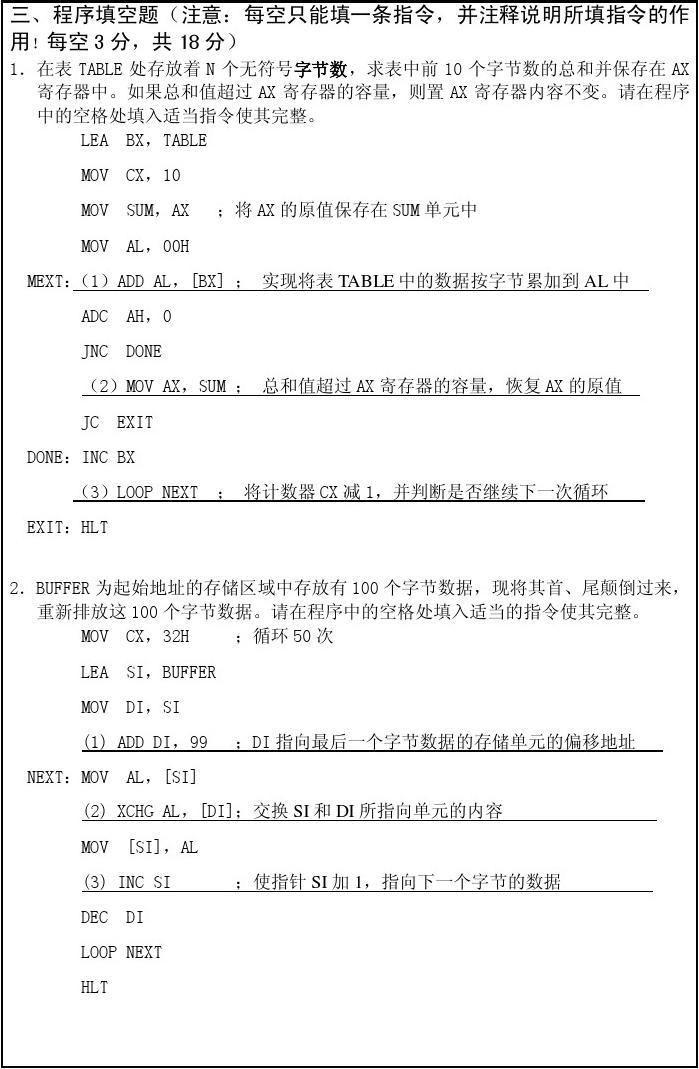 三、程序填空题（注意：每空只能填一条指令，并注释说明所填指令的作
用！每空 3 分，共 18 分）
1. 在表 TABLE 处存放着 N 个无符号字节数，求表中前 10 个字节数的总和并保存在 AX
寄存器中。如果总和值超过 AX 寄存器的容量，则置 AX 寄存器内容不变。请在程序
中的空格处填入适当指令使其完整。
LEA BX，TABLE
MOV CX，10
MOV SUM，AX ；将 AX 的原值保存在 SUM 单元中
MOV AL，00H
MEXT：（1）ADD AL，[BX] ； 实现将表 TABLE 中的数据按字节累加到 AL 中
ADC AH，0
JNC DONE
（2）MOV AX，SUM ； 总和值超过 AX 寄存器的容量，恢复 AX 的原值
JC EXIT
DONE：INC BX
（3）LOOP NEXT ； 将计数器 CX 减 1，并判断是否继续下一次循环
EXIT：HLT
2. BUFFER 为起始地址的存储区域中存放有 100 个字节数据，现将其首、尾颠倒过来，
重新排放这 100 个字节数据。请在程序中的空格处填入适当的指令使其完整。
MOV CX，32H ；循环 50 次
LEA SI，BUFFER
MOV DI，SI
(1) ADD DI，99 ；DI 指向最后一个字节数据的存储单元的偏移地址
NEXT：MOV AL，[SI]
(2) XCHG AL，[DI]；交换 SI 和 DI 所指向单元的内容
MOV [SI]，AL
(3) INC SI ；使指针 SI 加 1，指向下一个字节的数据
DEC DI
LOOP NEXT
HLT